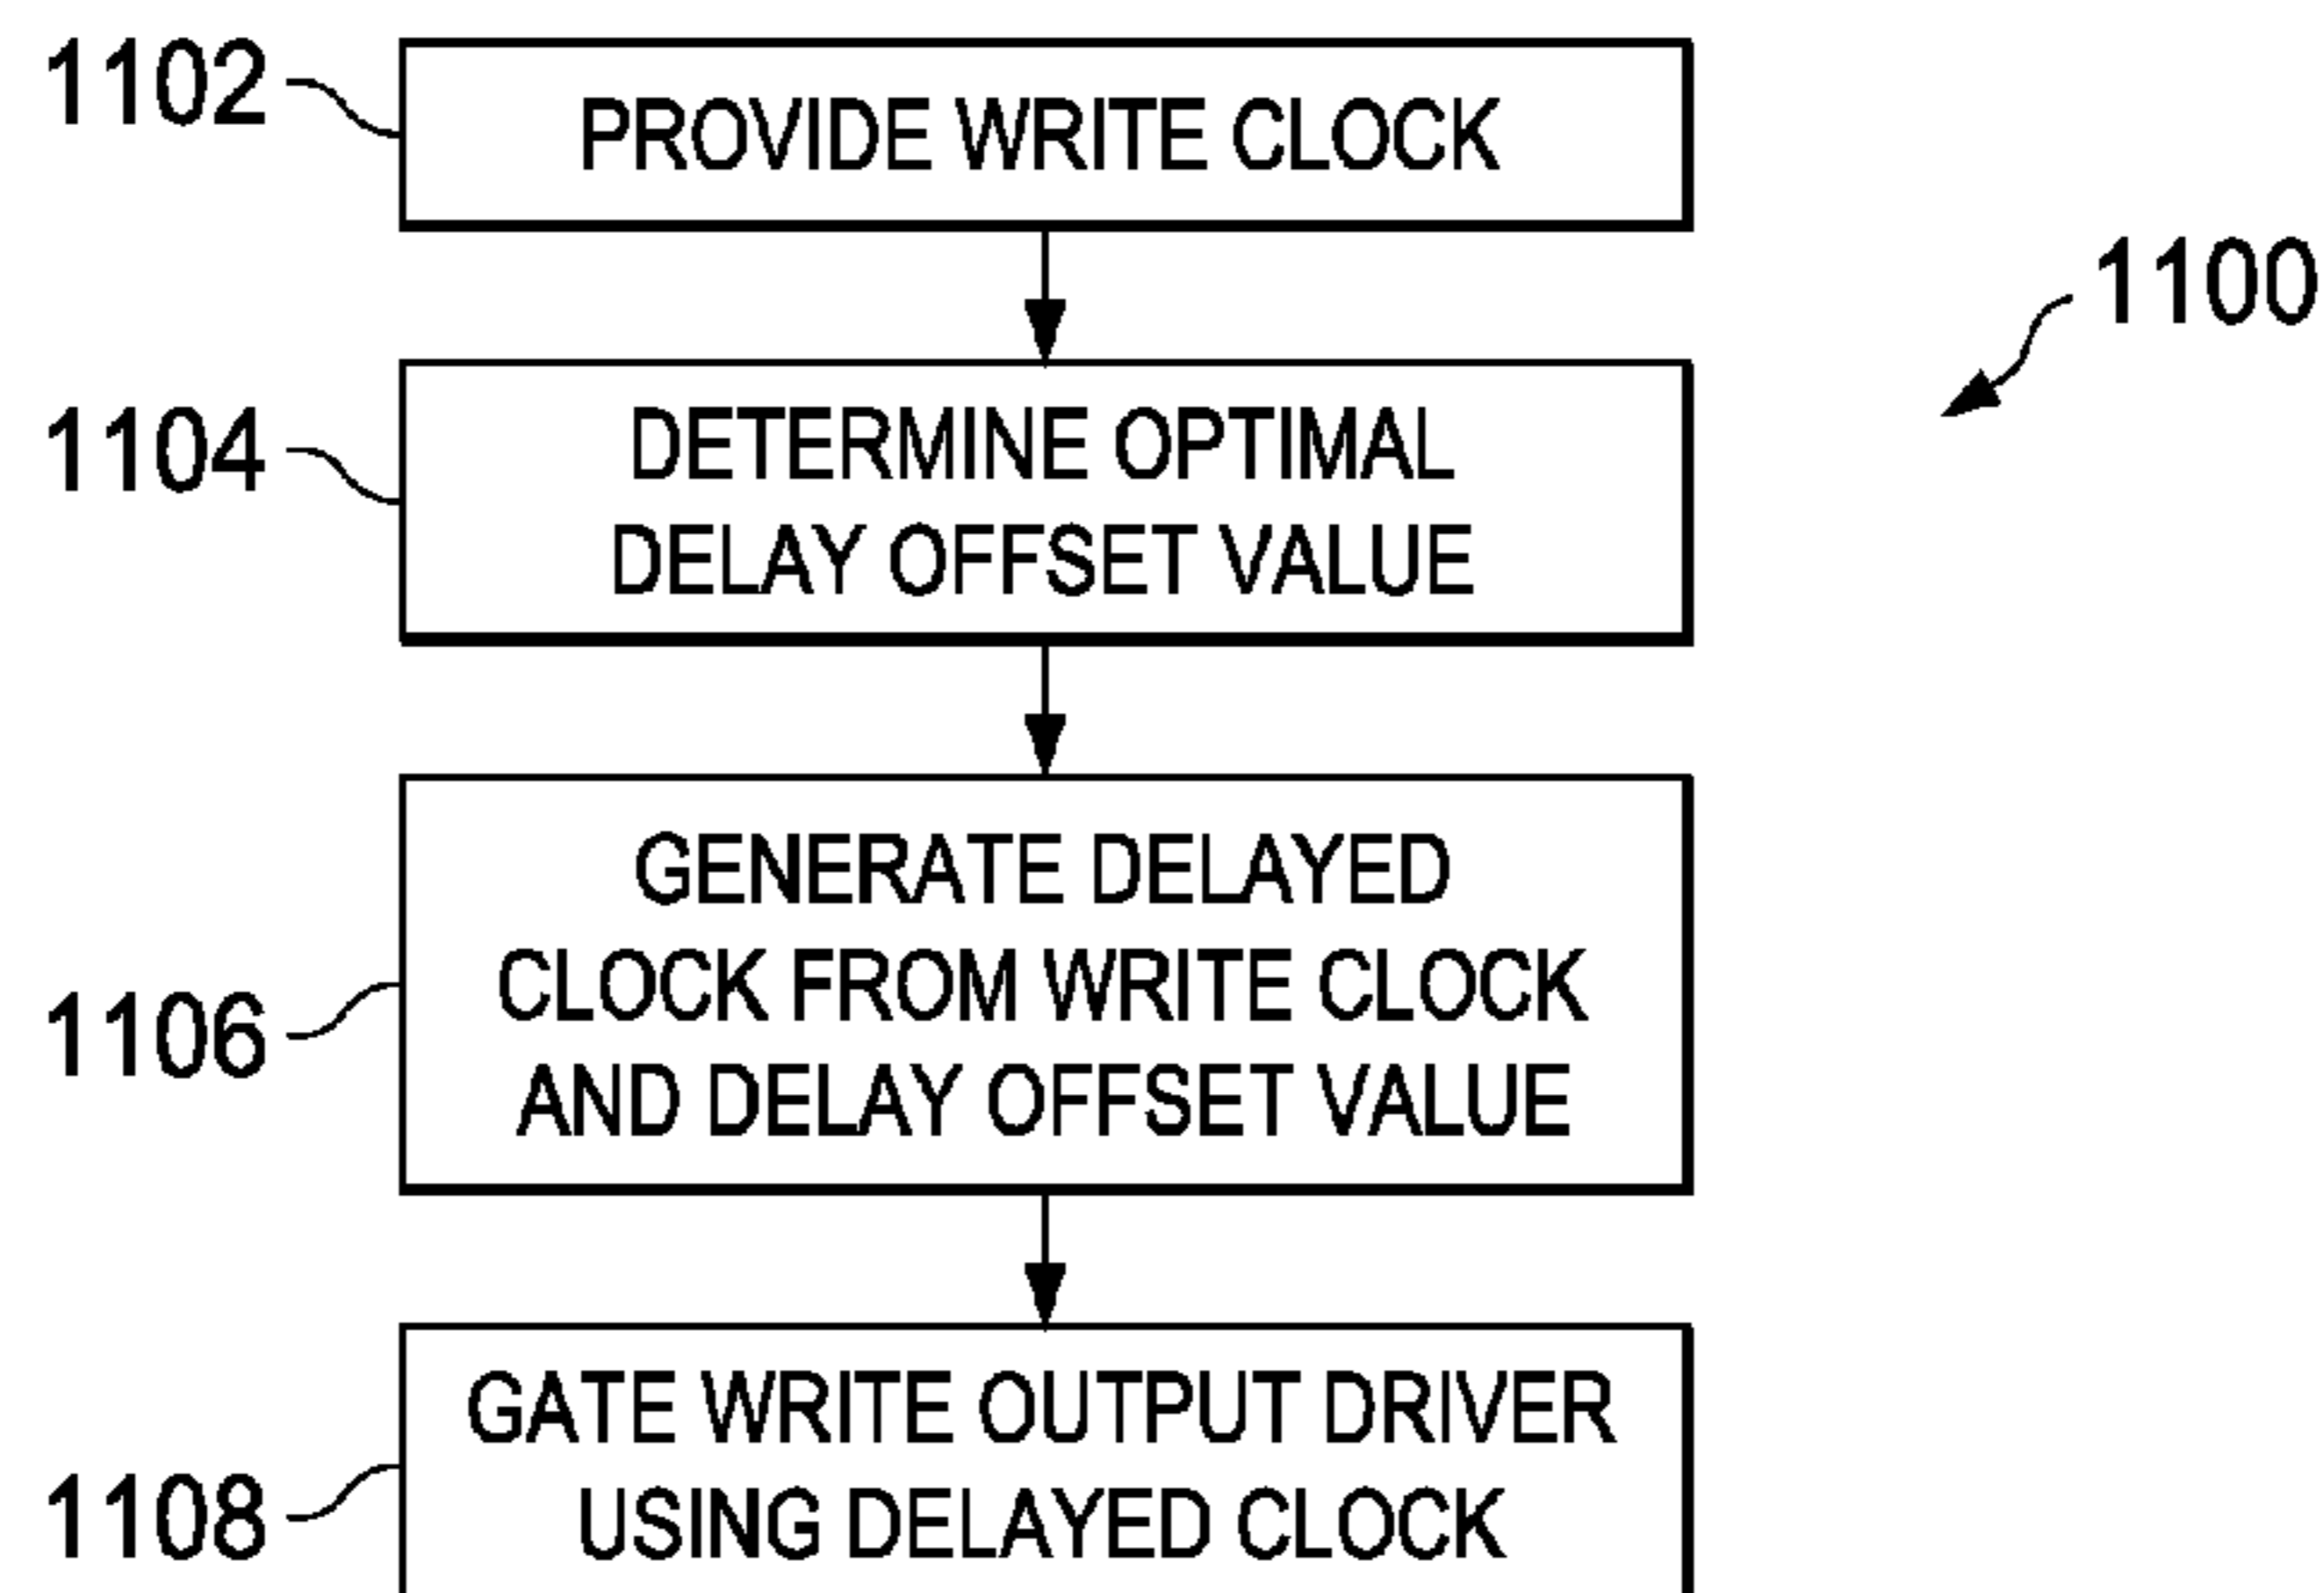 1102
PROVIDE WRITE CLOCK
1100
1104
DETERMINE OPTIMAL
DELAY OFFSET VALUE
1106
GENERATE DELAYED
CLOCK FROM WRITE CLOCK
AND DELAY OFFSET VALUE
1108
GATE WRITE OUTPUT DRIVER
USING DELAYED CLOCK